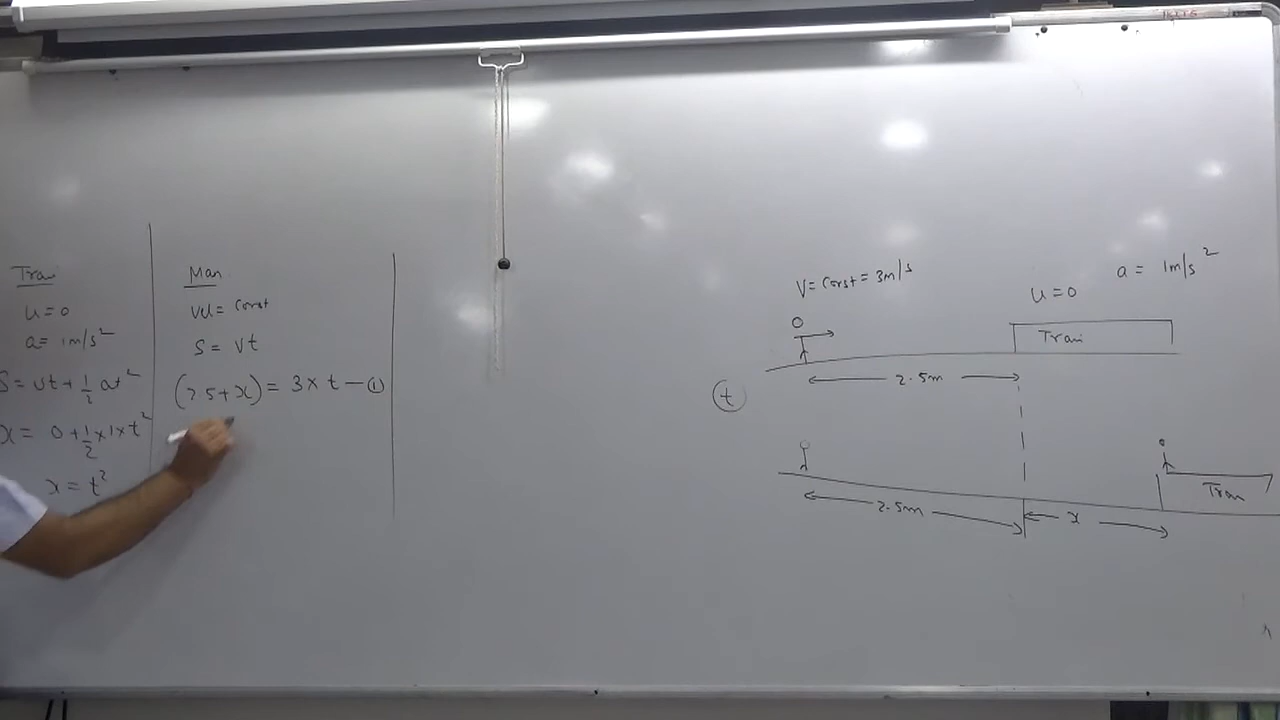 Train
u = 0
a = 1m/s²
S = ut + 1/2 at²
x = 0 + 1/2 × 1 × t²
x = t²
Man
Vel = Const
S = Vt
(2.5 + x) = 3 × t — ①
V = Const = 3m/s
u = 0
a = 1m/s²
Train
2.5m
t
Train
2.5m
x